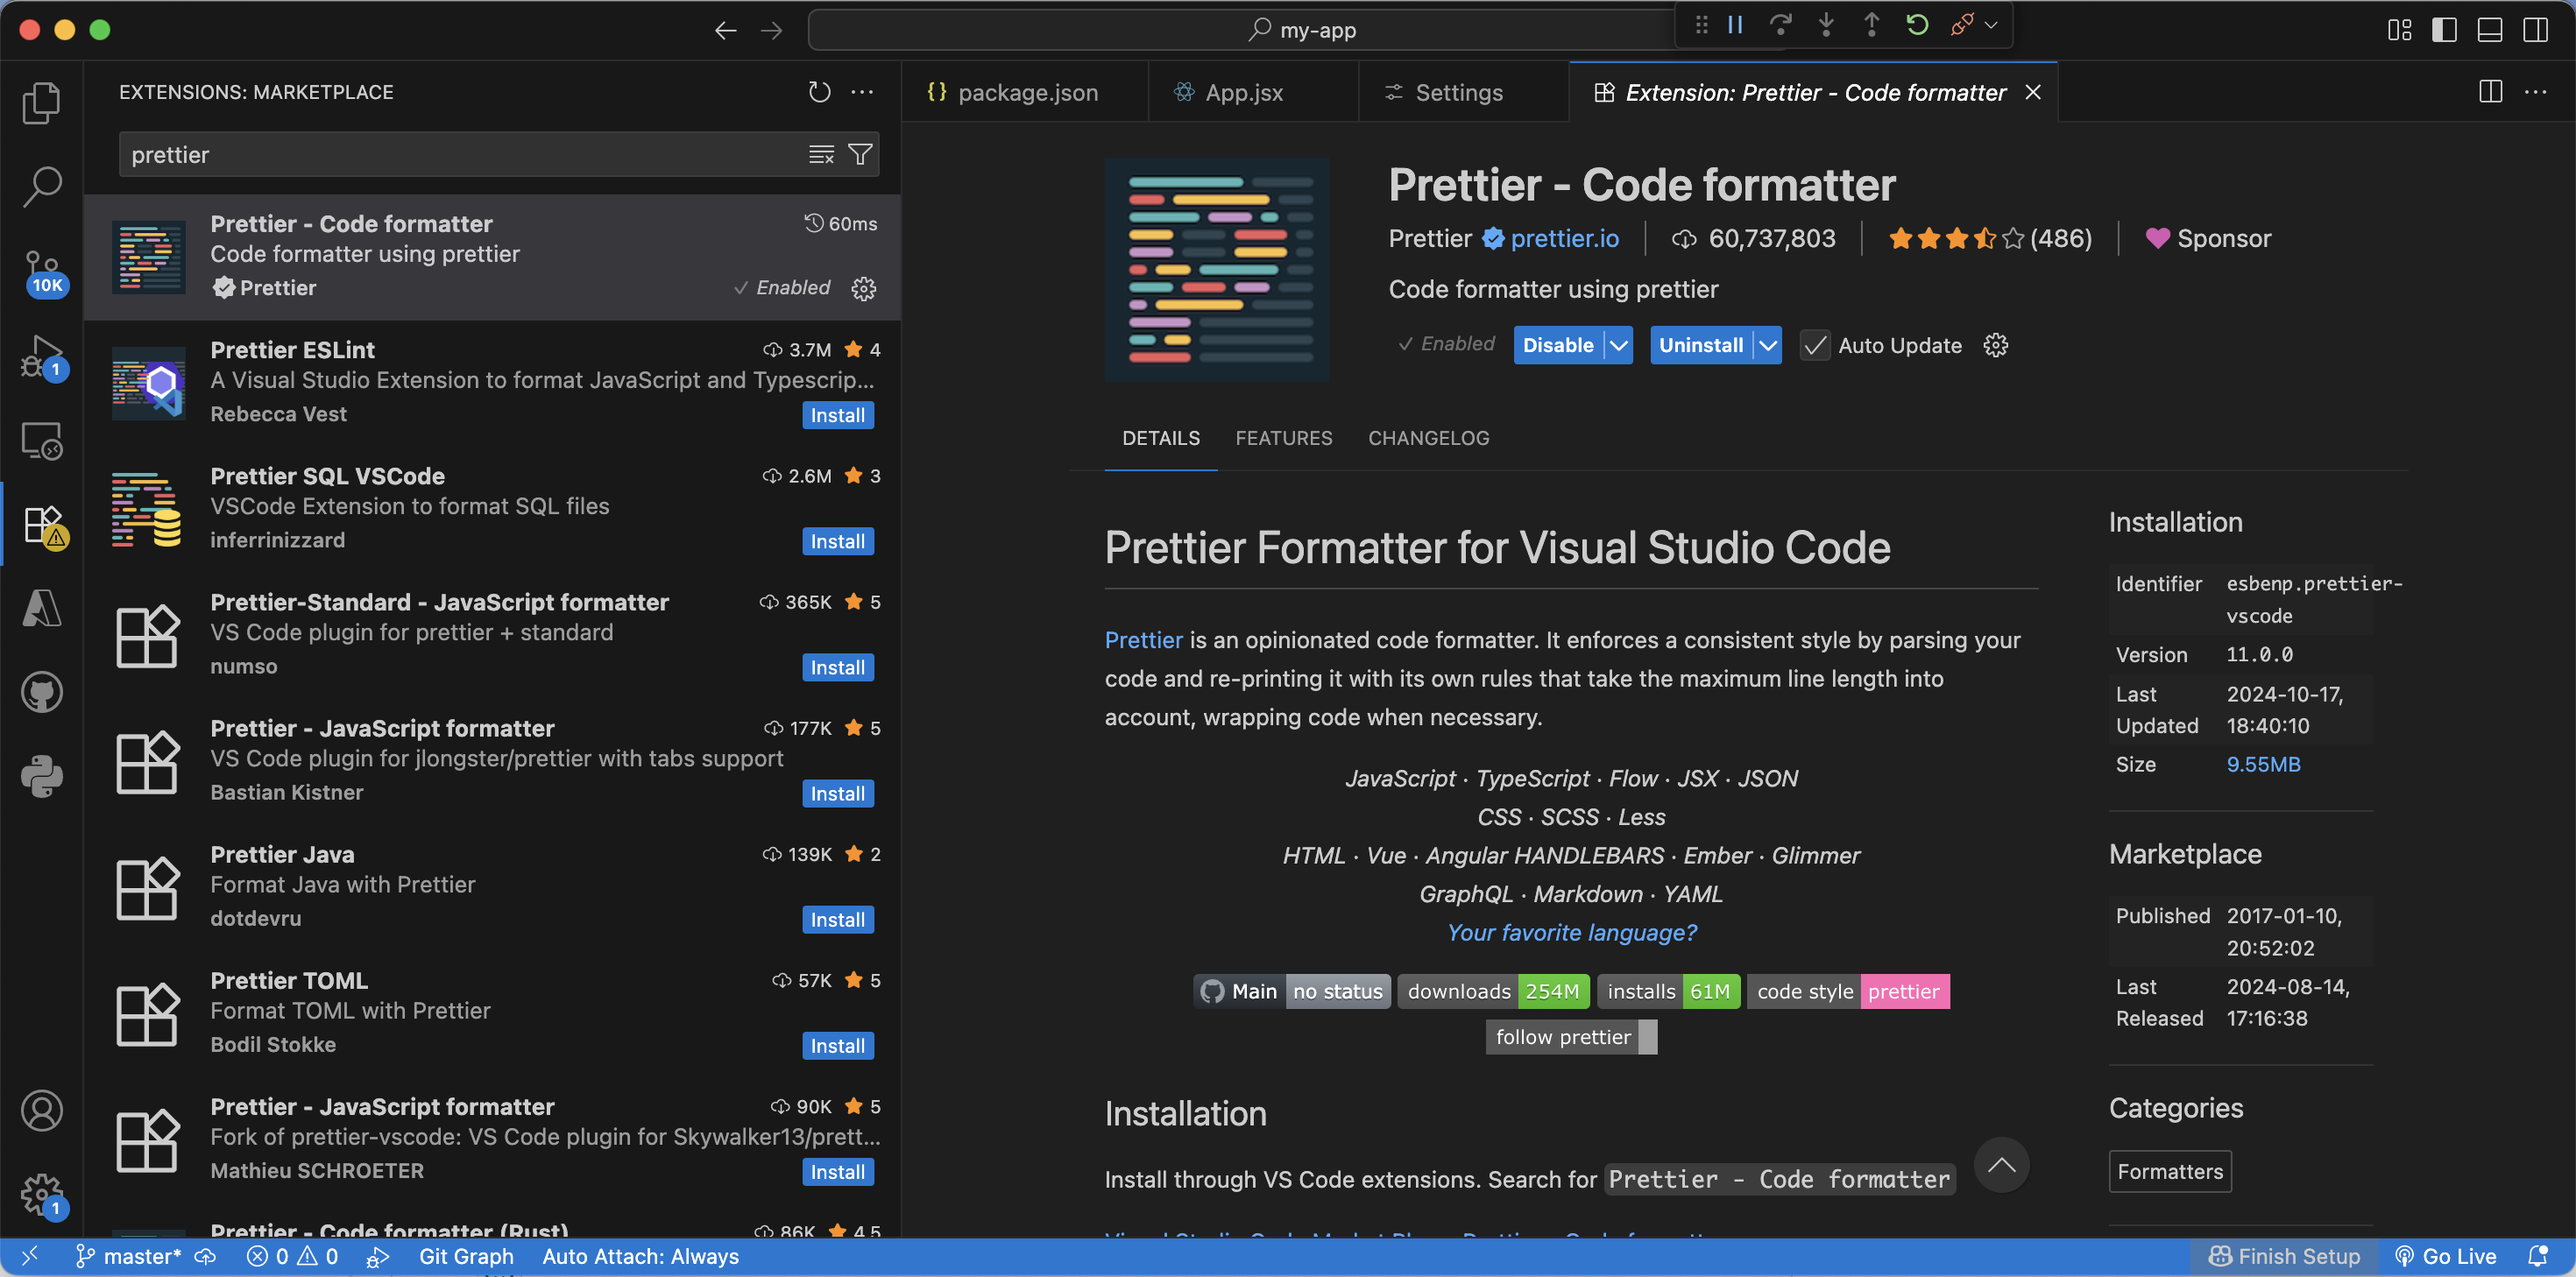 my-app
EXTENSIONS: MARKETPLACE
prettier
Prettier - Code formatter
60ms
Code formatter using prettier
Prettier
Enabled
Prettier ESLint
3.7M
4
A Visual Studio Extension to format JavaScript and Typescrip...
Rebecca Vest
Install
Prettier SQL VSCode
2.6M
3
VSCode Extension to format SQL files
inferrinizzard
Install
Prettier-Standard - JavaScript formatter
365K
5
VS Code plugin for prettier + standard
numso
Install
Prettier - JavaScript formatter
177K
5
VS Code plugin for jlongster/prettier with tabs support
Bastian Kistner
Install
Prettier Java
139K
2
Format Java with Prettier
dotdevru
Install
Prettier TOML
57K
5
Format TOML with Prettier
Bodil Stokke
Install
Prettier - JavaScript formatter
90K
5
Fork of prettier-vscode: VS Code plugin for Skywalker13/prett...
Mathieu SCHROETER
Install
Prettier - Code formatter (Rust)
86K
4.5
10K
1
1
{} package.json
App.jsx
Settings
Extension: Prettier - Code formatter
Prettier - Code formatter
Prettier
prettier.io
60,737,803
(486)
Sponsor
Code formatter using prettier
Enabled
Disable
Uninstall
Auto Update
DETAILS
FEATURES
CHANGELOG
Prettier Formatter for Visual Studio Code
Prettier is an opinionated code formatter. It enforces a consistent style by parsing your
code and re-printing it with its own rules that take the maximum line length into
account, wrapping code when necessary.
JavaScript · TypeScript · Flow · JSX · JSON
CSS · SCSS · Less
HTML · Vue · Angular HANDLEBARS · Ember · Glimmer
GraphQL · Markdown · YAML
Your favorite language?
Main no status
downloads 254M
installs 61M
code style prettier
follow prettier
Installation
Install through VS Code extensions. Search for Prettier - Code formatter
Installation
Identifier esbenp.prettier-
vscode
Version 11.0.0
Last 2024-10-17,
Updated 18:40:10
Size 9.55MB
Marketplace
Published 2017-01-10,
20:52:02
Last 2024-08-14,
Released 17:16:38
Categories
Formatters
master*
0
0
Git Graph
Auto Attach: Always
Finish Setup
Go Live